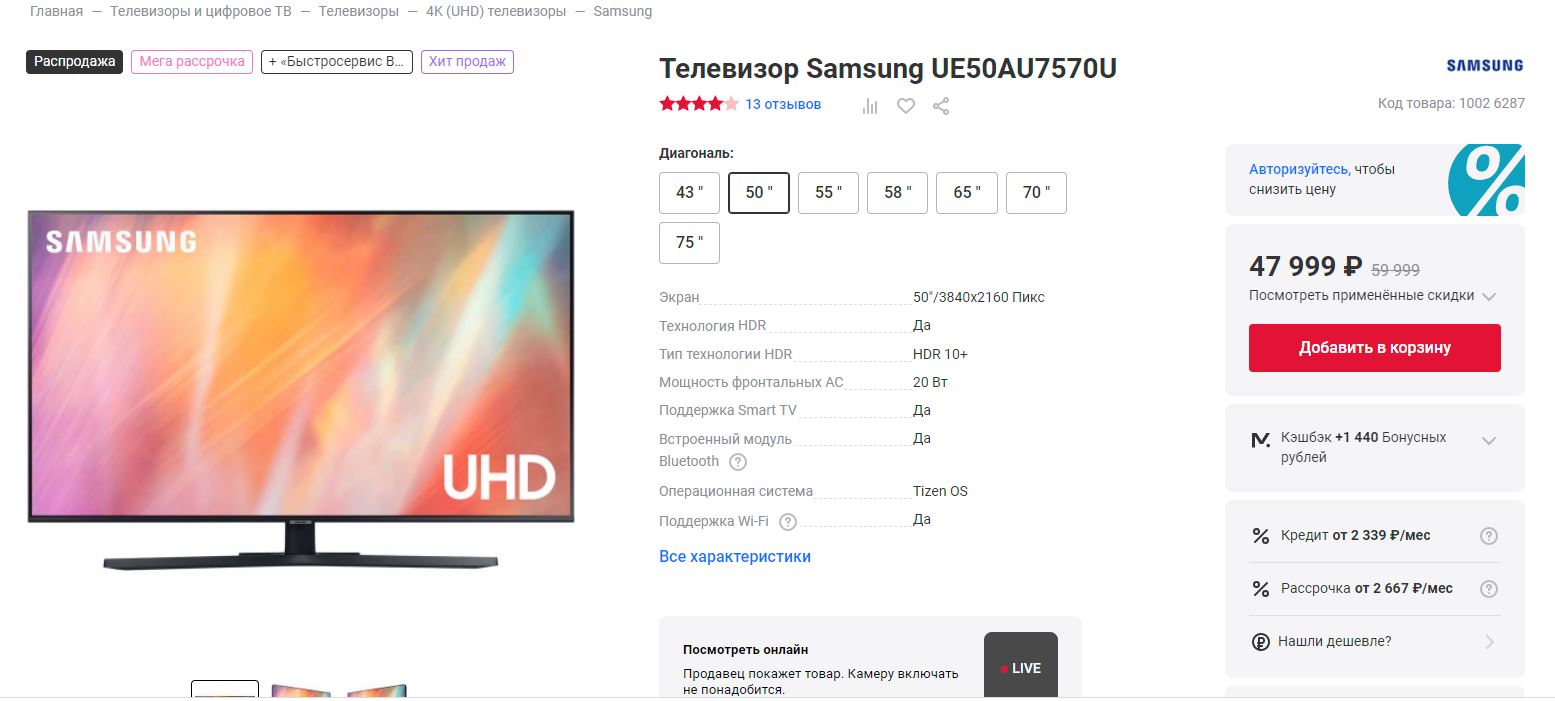 Главная — Телевизоры и цифровое ТВ — Телевизоры — 4K (UHD) телевизоры — Samsung
Распродажа
Мега рассрочка
+ «Быстросервис В...
Хит продаж
SAMSUNG
UHD
Телевизор Samsung UE50AU7570U
13 отзывов
Диагональ:
43 "
50 "
55 "
58 "
65 "
70 "
75 "
Экран 50"/3840x2160 Пикс
Технология HDR Да
Тип технологии HDR HDR 10+
Мощность фронтальных АС 20 Вт
Поддержка Smart TV Да
Встроенный модуль Да
Bluetooth ?
Операционная система Tizen OS
Поддержка Wi-Fi ? Да
Все характеристики
Посмотреть онлайн
Продавец покажет товар. Камеру включать
не понадобится.
LIVE
SAMSUNG
Код товара: 1002 6287
Авторизуйтесь, чтобы
снизить цену
%
47 999 ₽ 59 999
Посмотреть применённые скидки
Добавить в корзину
Кэшбэк +1 440 Бонусных
рублей
% Кредит от 2 339 ₽/мес ?
% Рассрочка от 2 667 ₽/мес ?
₽ Нашли дешевле?